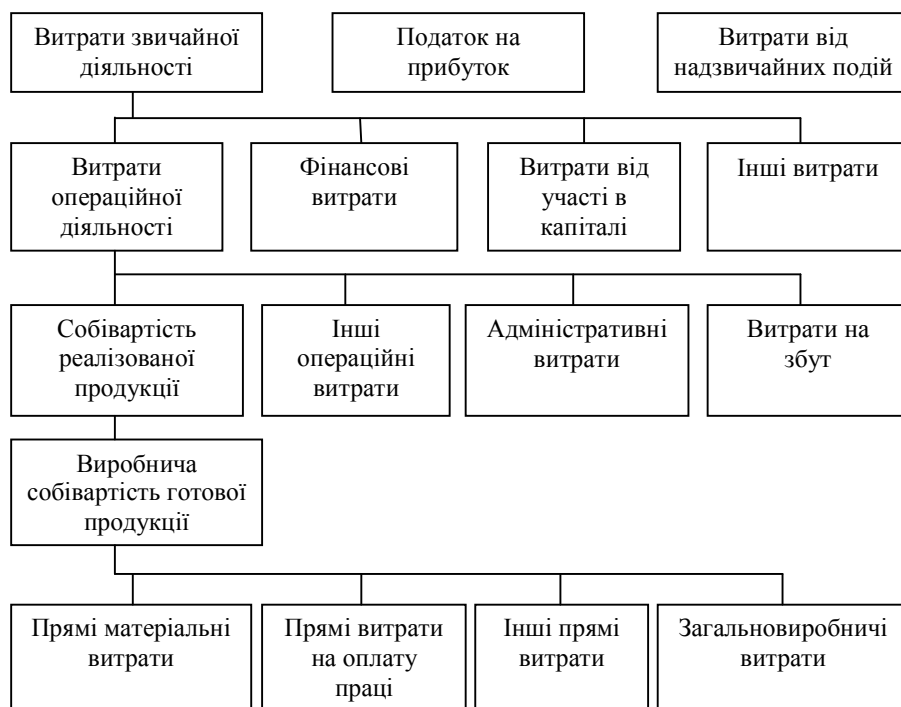 Витрати звичайної
діяльності
Податок на
прибуток
Витрати від
надзвичайних подій
Витрати
операційної
діяльності
Фінансові
витрати
Витрати від
участі в
капіталі
Інші витрати
Собівартість
реалізованої
продукції
Інші
операційні
витрати
Адміністративні
витрати
Витрати на
збут
Виробнича
собівартість готової
продукції
Прямі матеріальні
витрати
Прямі витрати
на оплату
праці
Інші прямі
витрати
Загальновиробничі
витрати